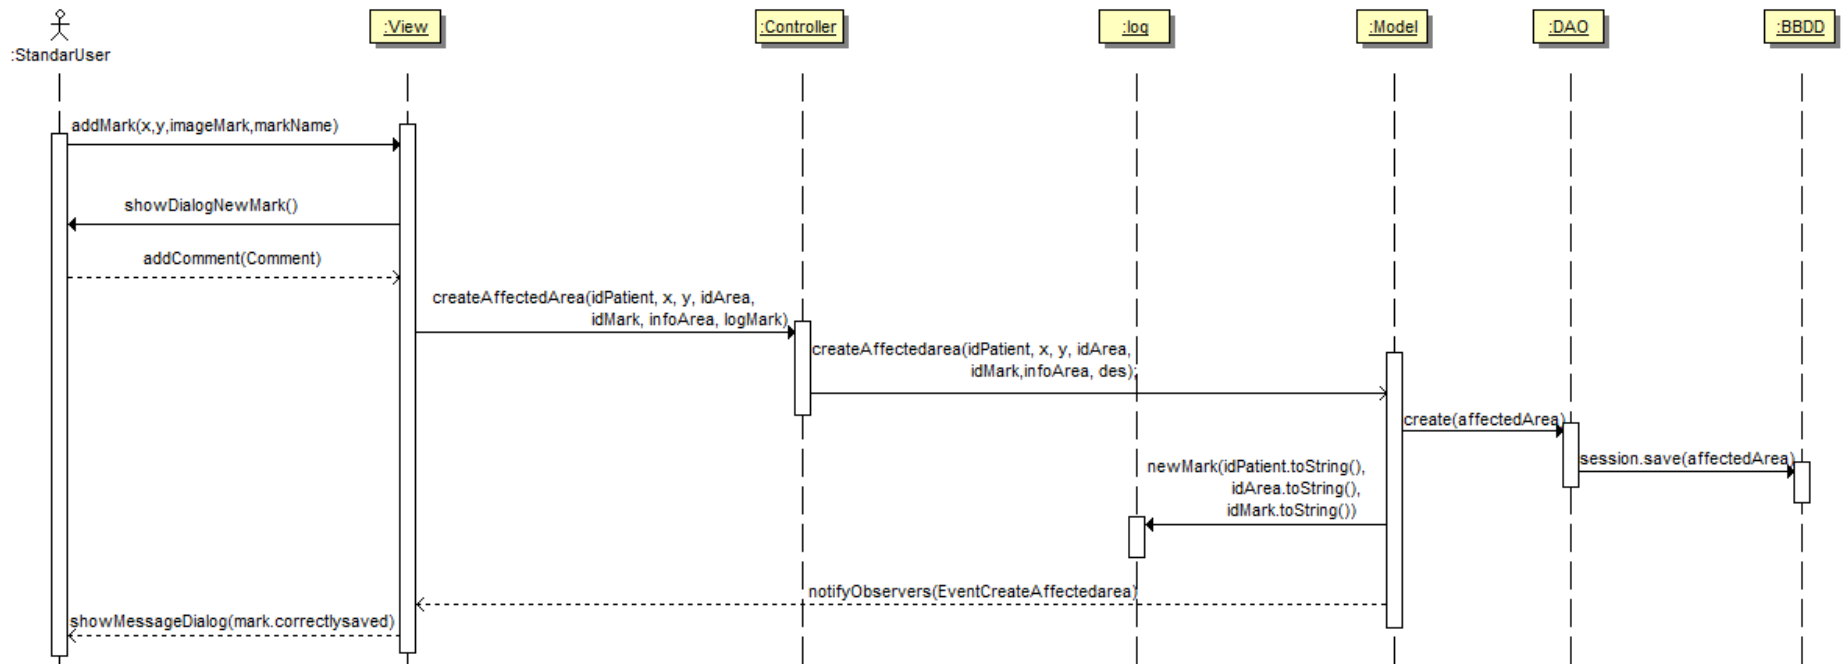 :StandarUser
:View
:Controller
:log
:Model
:DAO
:BBDD
addMark(x,y,imageMark,markName)
showDialogNewMark()
addComment(Comment)
createAffectedArea(idPatient, x, y, idArea,
idMark, infoArea, logMark)
createAffectedarea(idPatient, x, y, idArea,
idMark,infoArea, des);
create(affectedArea)
session.save(affectedArea)
newMark(idPatient.toString(),
idArea.toString(),
idMark.toString())
notifyObservers(EventCreateAffectedarea)
showMessageDialog(mark.correctlysaved)